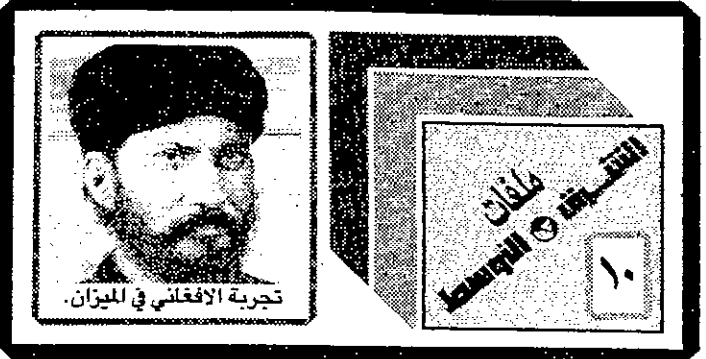 ملفات
الشرق الأوسط
١٠
تجربة الافغاني في الميزان.